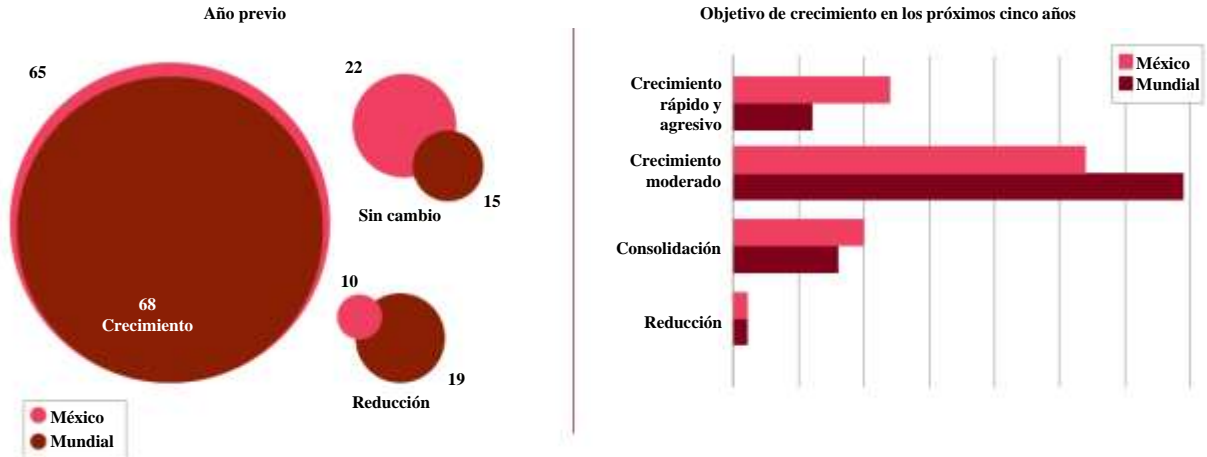 Año previo
65
68
Crecimiento
22
15
Sin cambio
10
19
Reducción
México
Mundial
Objetivo de crecimiento en los próximos cinco años
México
Mundial
Crecimiento
rápido y
agresivo
Crecimiento
moderado
Consolidación
Reducción